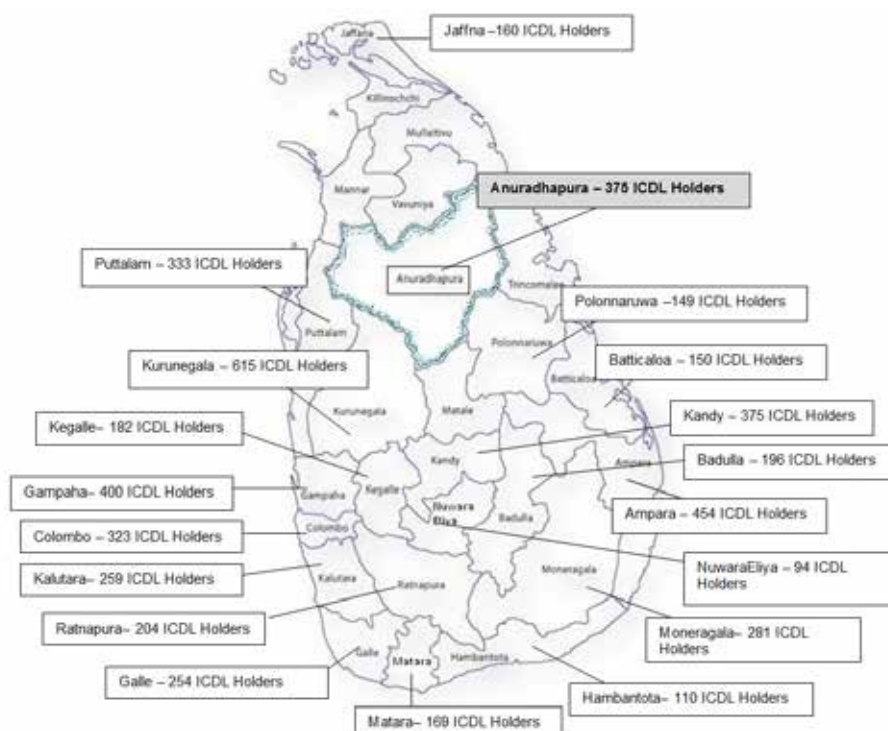 Jaffna –160 ICDL Holders
Jaffana
Killinochchi
Mullaitivu
Anuradhapura – 375 ICDL Holders
Mannar
Vavuniya
Puttalam – 333 ICDL Holders
Anuradhapura
Trincomalee
Polonnaruwa –149 ICDL Holders
Puttalam
Polonnaruwa
Kurunegala – 615 ICDL Holders
Batticaloa – 150 ICDL Holders
Batticaloa
Kurunegala
Matale
Kandy – 375 ICDL Holders
Kegalle– 182 ICDL Holders
Kandy
Badulla – 196 ICDL Holders
Ampara
Gampaha– 400 ICDL Holders
Gampaha
Kegalle
Nuwara
Eliya
Badulla
Ampara – 454 ICDL Holders
Colombo – 323 ICDL Holders
Colombo
Kalutara– 259 ICDL Holders
Kalutara
Ratnapura
Moneragala
NuwaraEliya – 94 ICDL
Holders
Ratnapura– 204 ICDL Holders
Moneragala– 281 ICDL
Holders
Galle
Matara
Hambantota
Galle – 254 ICDL Holders
Hambantota– 110 ICDL Holders
Matara – 169 ICDL Holders